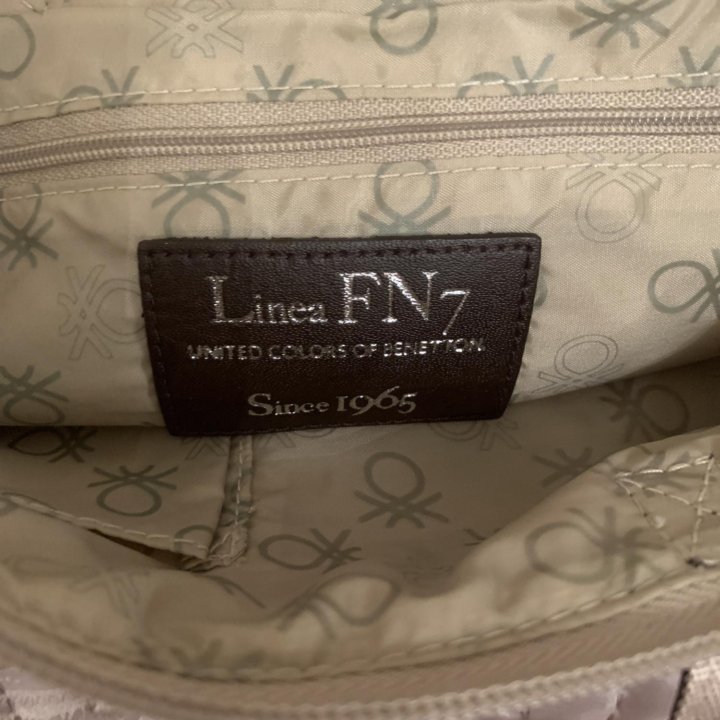 Linea FN7
UNITED COLORS OF BENETTON.
Since 1965